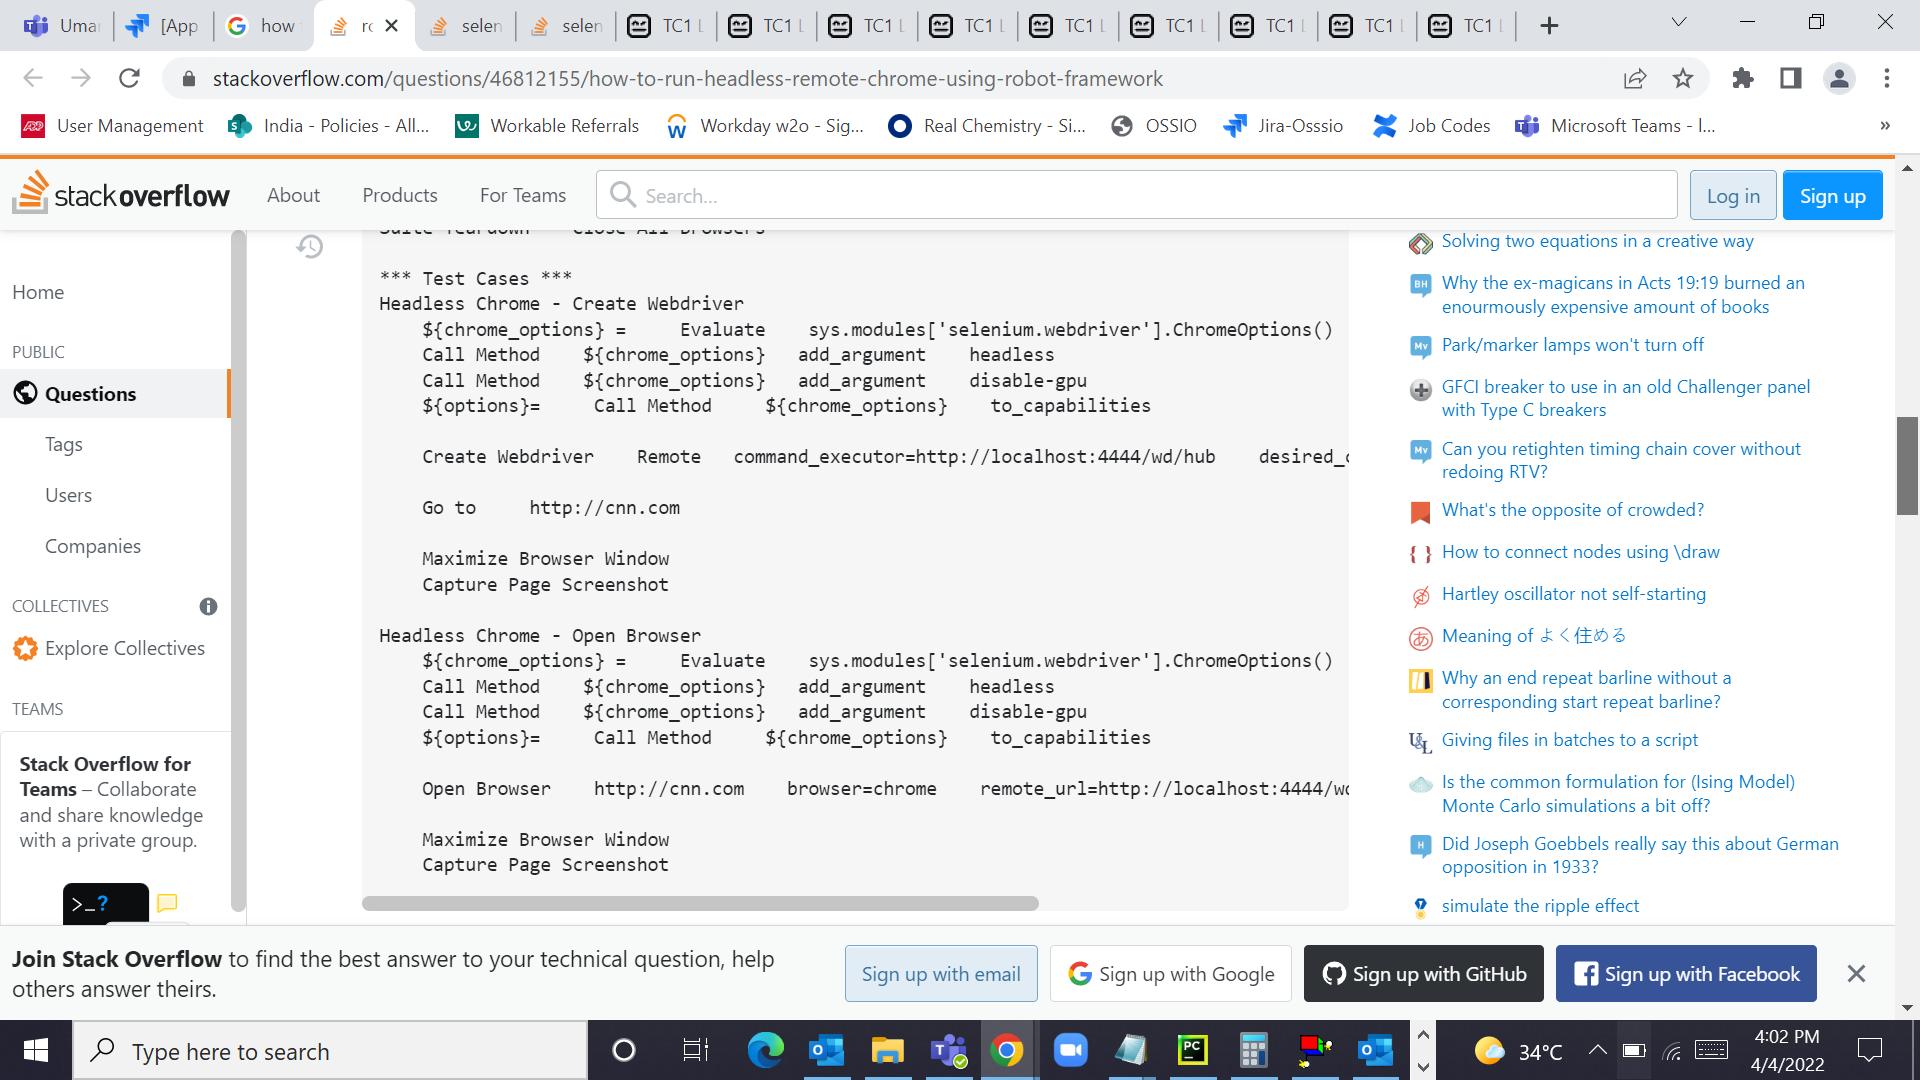 Uma
[App
how
ro
selen
selen
TC1 L
TC1 L
TC1 L
TC1 L
TC1 L
TC1 L
TC1 L
TC1 L
TC1 L
stackoverflow.com/questions/46812155/how-to-run-headless-remote-chrome-using-robot-framework
User Management
India - Policies - All...
Workable Referrals
Workday w2o - Sig...
Real Chemistry - Si...
OSSIO
Jira-Osssio
Job Codes
Microsoft Teams - I...
»
stackoverflow
About
Products
For Teams
Search...
Log in
Sign up
Home
PUBLIC
Questions
Tags
Users
Companies
COLLECTIVES
Explore Collectives
TEAMS
Stack Overflow for
Teams – Collaborate
and share knowledge
with a private group.
>_?
Suite Teardown    Close All Browsers
*** Test Cases ***
Headless Chrome - Create Webdriver
${chrome_options} =     Evaluate    sys.modules['selenium.webdriver'].ChromeOptions()
Call Method    ${chrome_options}   add_argument    headless
Call Method    ${chrome_options}   add_argument    disable-gpu
${options}=     Call Method     ${chrome_options}    to_capabilities
Create Webdriver    Remote   command_executor=http://localhost:4444/wd/hub    desired_c
Go to     http://cnn.com
Maximize Browser Window
Capture Page Screenshot
Headless Chrome - Open Browser
${chrome_options} =     Evaluate    sys.modules['selenium.webdriver'].ChromeOptions()
Call Method    ${chrome_options}   add_argument    headless
Call Method    ${chrome_options}   add_argument    disable-gpu
${options}=     Call Method     ${chrome_options}    to_capabilities
Open Browser    http://cnn.com    browser=chrome    remote_url=http://localhost:4444/wd
Maximize Browser Window
Capture Page Screenshot
Solving two equations in a creative way
Why the ex-magicans in Acts 19:19 burned an
enourmously expensive amount of books
Park/marker lamps won't turn off
GFCI breaker to use in an old Challenger panel
with Type C breakers
Can you retighten timing chain cover without
redoing RTV?
What's the opposite of crowded?
How to connect nodes using \draw
Hartley oscillator not self-starting
Meaning of よく住める
Why an end repeat barline without a
corresponding start repeat barline?
Giving files in batches to a script
Is the common formulation for (Ising Model)
Monte Carlo simulations a bit off?
Did Joseph Goebbels really say this about German
opposition in 1933?
simulate the ripple effect
Join Stack Overflow to find the best answer to your technical question, help
others answer theirs.
Sign up with email
Sign up with Google
Sign up with GitHub
Sign up with Facebook
Type here to search
34°C
4:02 PM
4/4/2022